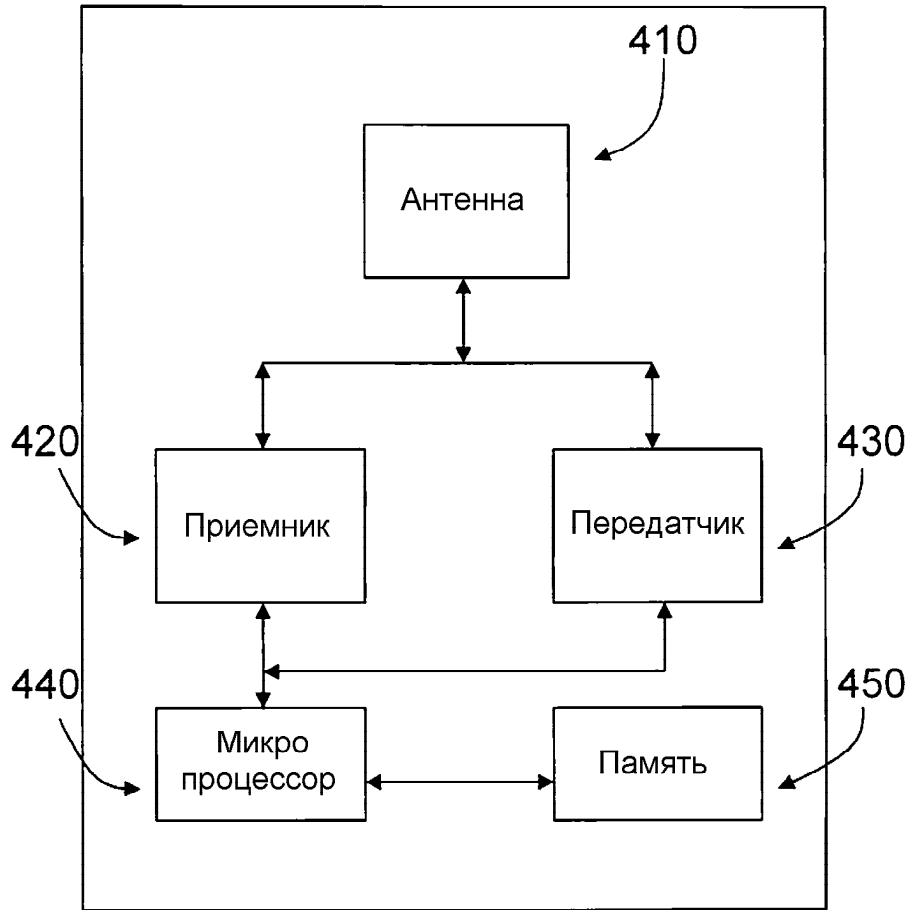 410
Антенна
420
430
Приемник
Передатчик
440
450
Микро
процессор
Память